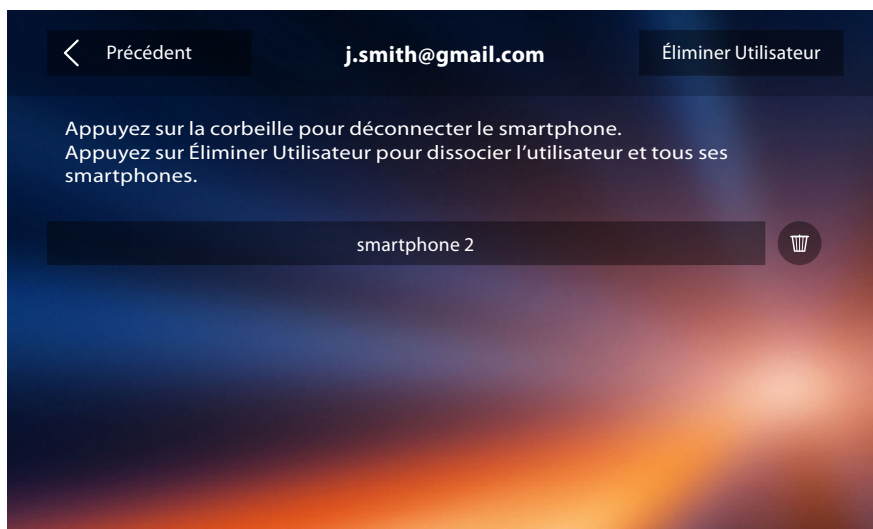 Précédent
j.smith@gmail.com
Éliminer Utilisateur
Appuyez sur la corbeille pour déconnecter le smartphone.
Appuyez sur Éliminer Utilisateur pour dissocier l’utilisateur et tous ses
smartphones.
smartphone 2